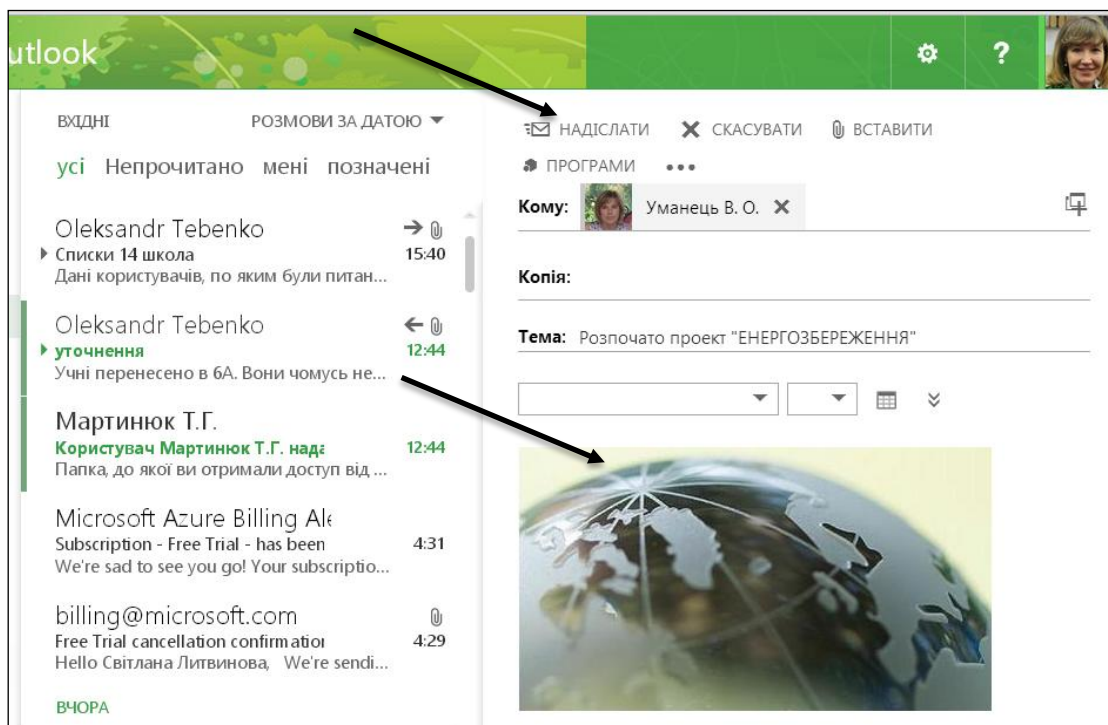 utlook
?
ВХІДНІ РОЗМОВИ ЗА ДАТОЮ
усі Непрочитано мені позначені
Oleksandr Tebenko
Списки 14 школа 15:40
Дані користувачів, по яким були питан...
Oleksandr Tebenko
уточнення 12:44
Учні перенесено в 6А. Вони чомусь не...
Мартинюк Т.Г.
Користувач Мартинюк Т.Г. нада 12:44
Папка, до якої ви отримали доступ від ...
Microsoft Azure Billing Ale
Subscription - Free Trial - has been 4:31
We're sad to see you go! Your subscriptio...
billing@microsoft.com
Free Trial cancellation confirmation 4:29
Hello Світлана Литвинова, We're sendi...
ВЧОРА
НАДІСЛАТИ СКАСУВАТИ ВСТАВИТИ
ПРОГРАМИ •••
Кому: Уманець В. О.
Копія:
Тема: Розпочато проект "ЕНЕРГОЗБЕРЕЖЕННЯ"